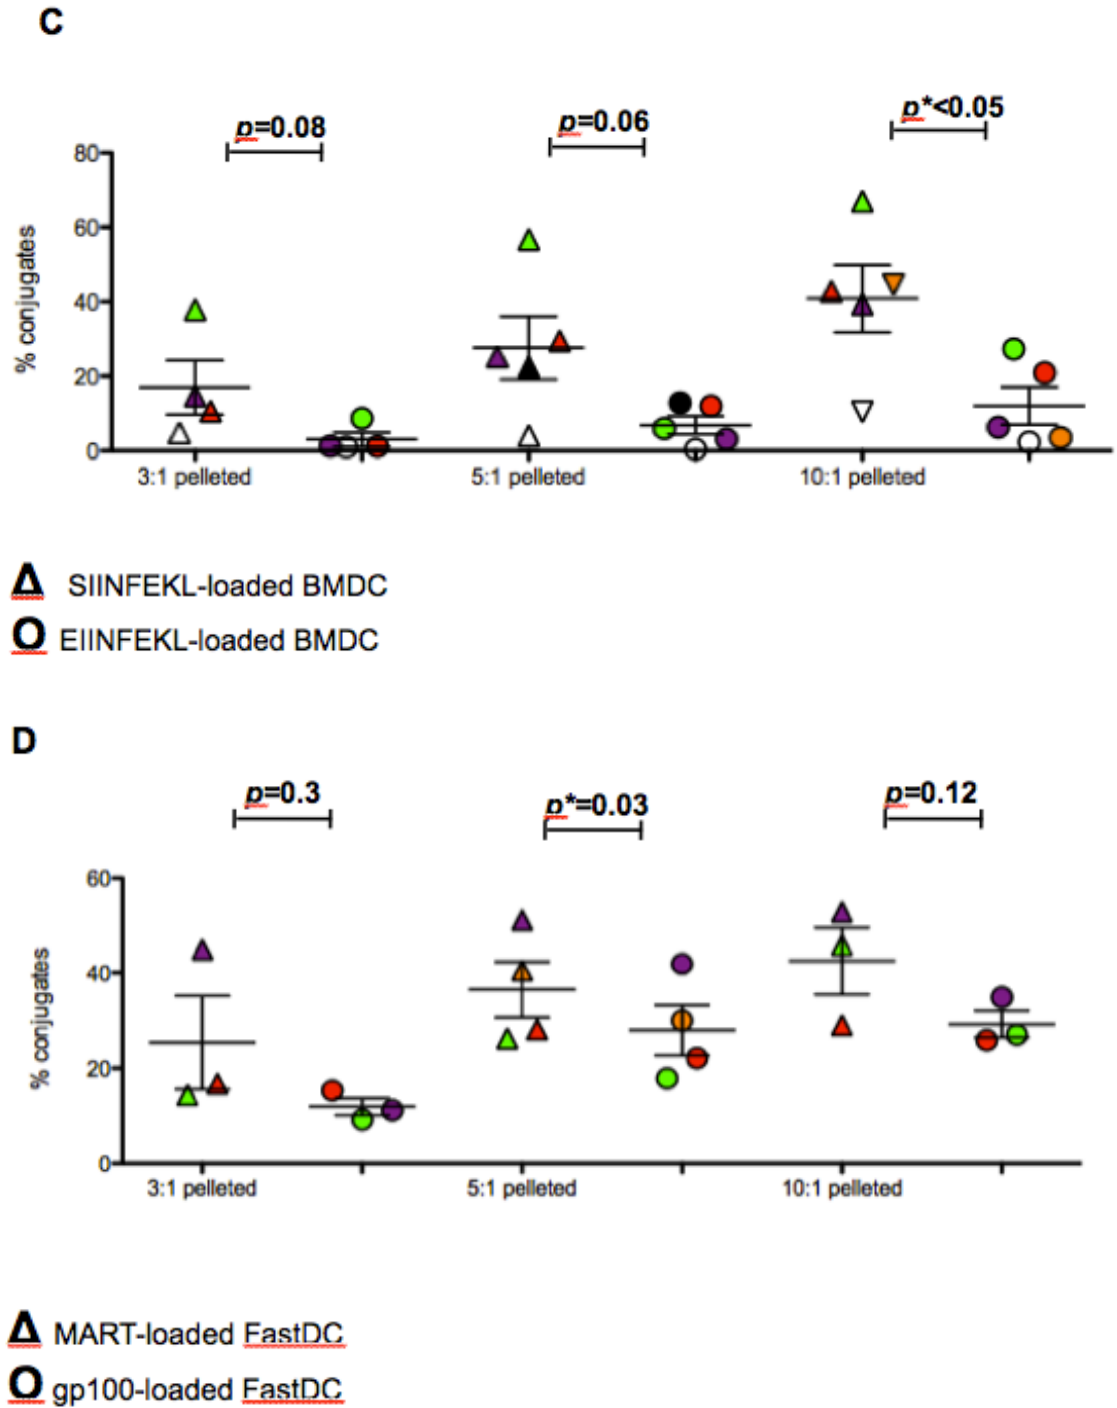 C
p=0.08
p=0.06
p*<0.05
80
60
40
20
0
% conjugates
3:1 pelleted
5:1 pelleted
10:1 pelleted
Δ SIINFEKL-loaded BMDC
O EIINFEKL-loaded BMDC
D
p=0.3
p*=0.03
p=0.12
60
40
20
0
% conjugates
3:1 pelleted
5:1 pelleted
10:1 pelleted
Δ MART-loaded FastDC
O gp100-loaded FastDC